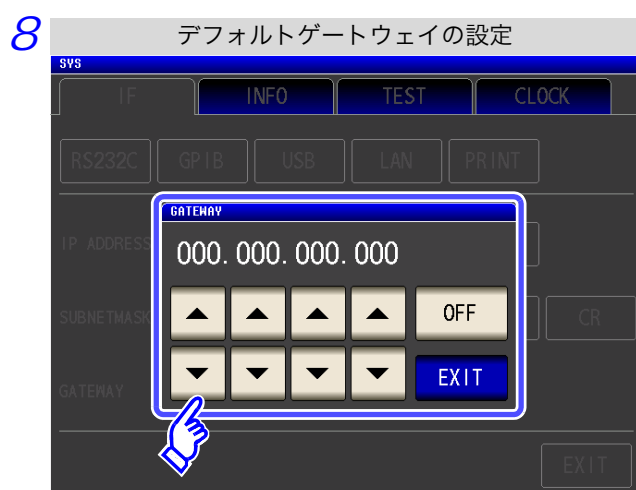 8 デフォルトゲートウェイの設定
SYS
IF INFO TEST CLOCK
RS232C GPIB USB LAN PRINT
GATEWAY
IP ADDRESS
000.000.000.000
SUBNETMASK OFF CR
GATEWAY EXIT
EXIT